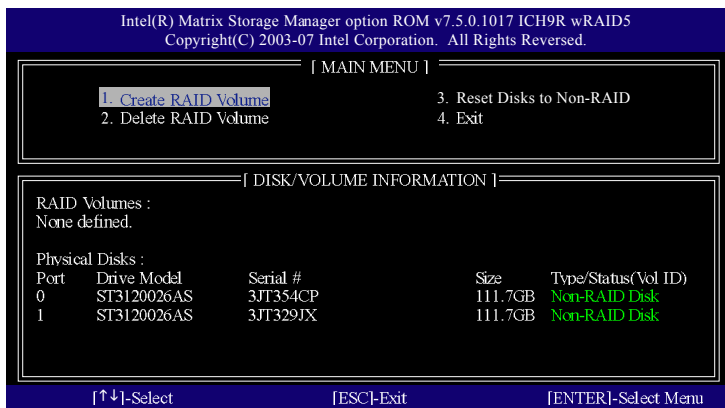 Intel(R) Matrix Storage Manager option ROM v7.5.0.1017 ICH9R wRAID5
Copyright(C) 2003-07 Intel Corporation. All Rights Reversed.
[ MAIN MENU ]
1. Create RAID Volume 3. Reset Disks to Non-RAID
2. Delete RAID Volume 4. Exit
[ DISK/VOLUME INFORMATION ]
RAID Volumes :
None defined.
Physical Disks :
Port Drive Model Serial # Size Type/Status(Vol ID)
0 ST3120026AS 3JT354CP 111.7GB Non-RAID Disk
1 ST3120026AS 3JT329JX 111.7GB Non-RAID Disk
[↑↓]-Select [ESC]-Exit [ENTER]-Select Menu